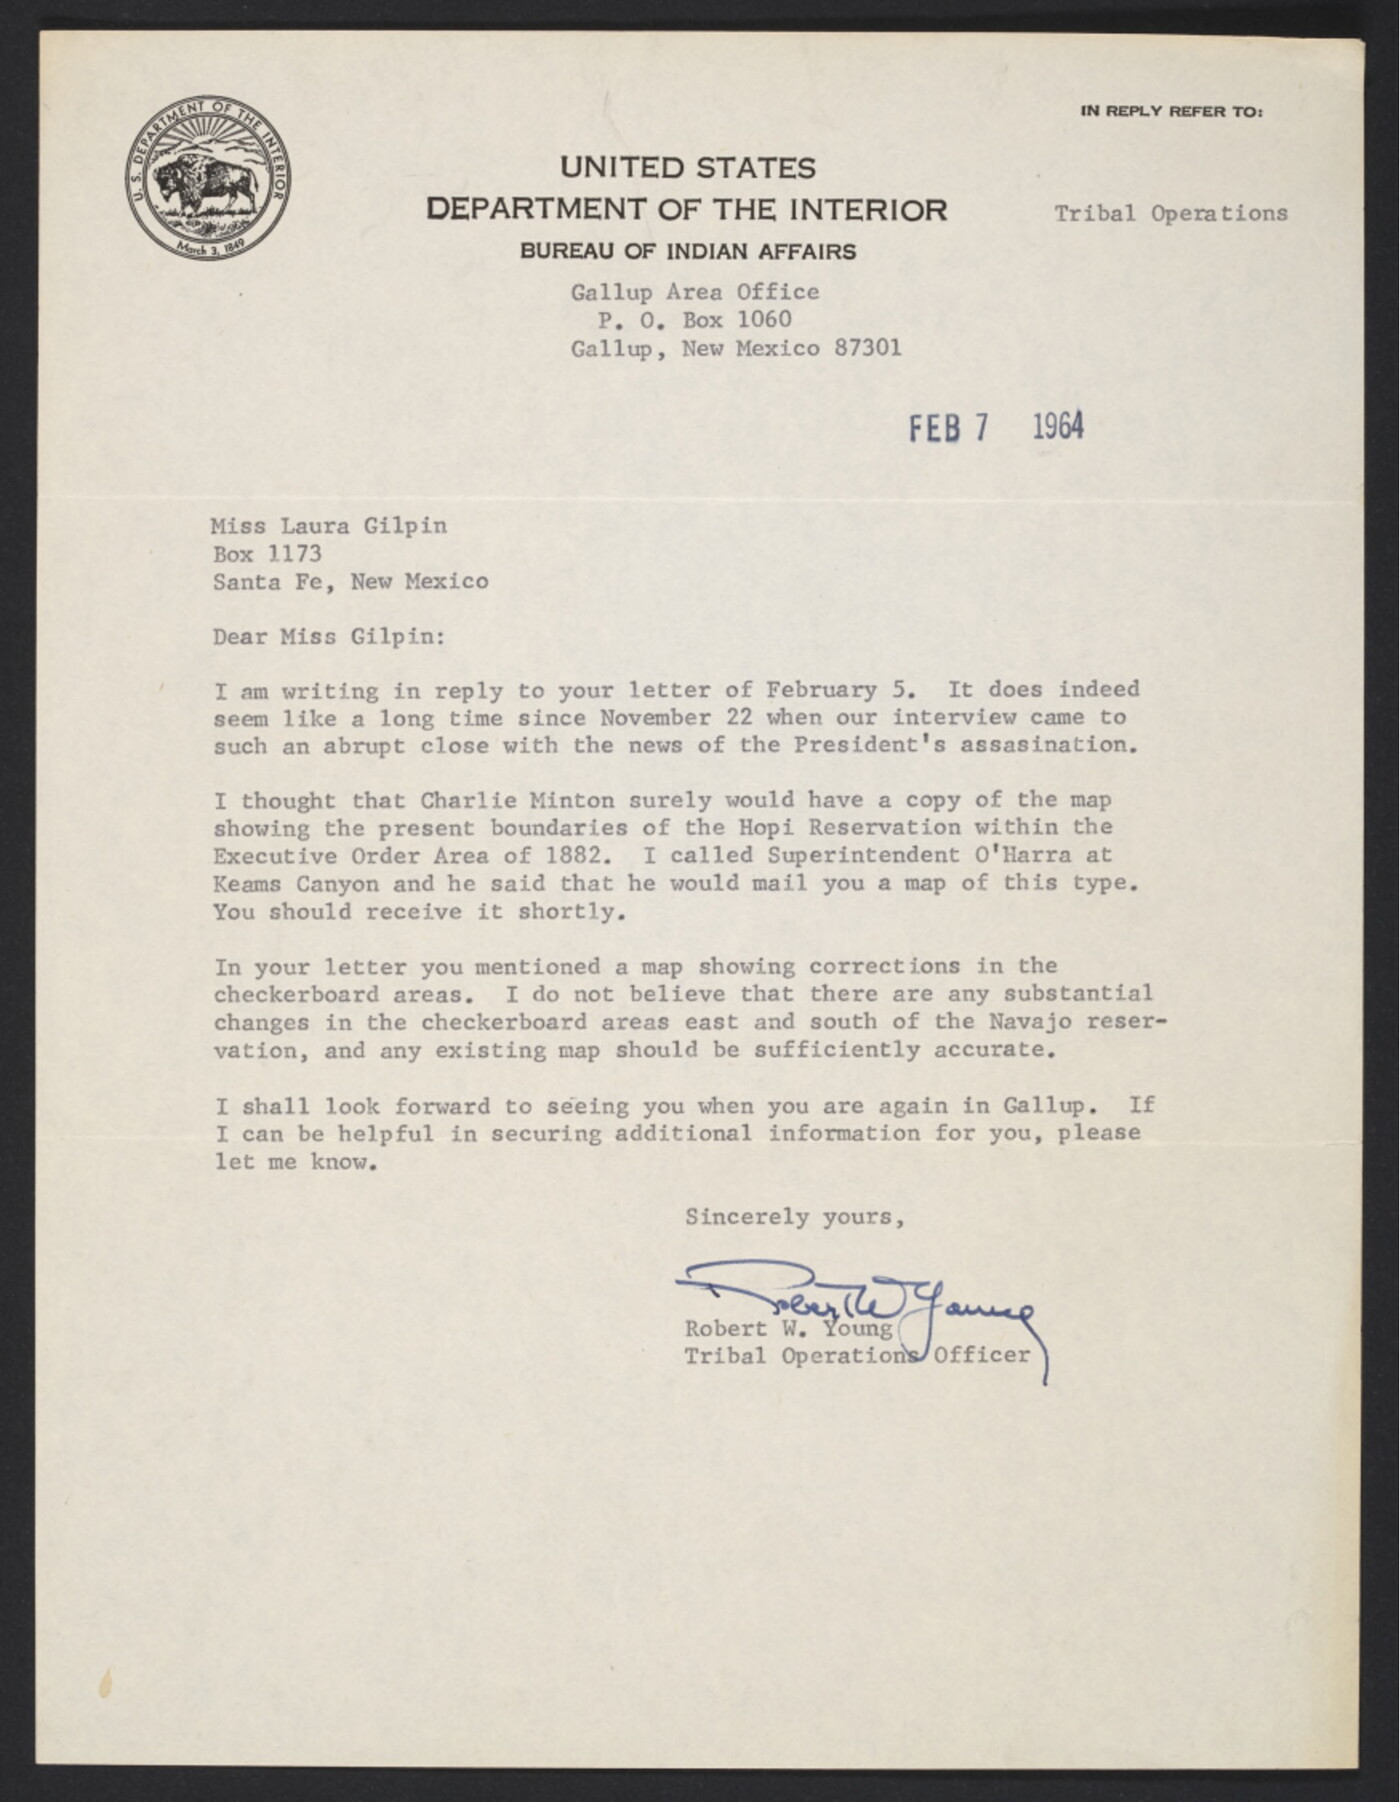 U. S. DEPARTMENT OF THE INTERIOR
March 3, 1849
IN REPLY REFER TO:
UNITED STATES
DEPARTMENT OF THE INTERIOR
Tribal Operations
BUREAU OF INDIAN AFFAIRS
Gallup Area Office
P. O. Box 1060
Gallup, New Mexico 87301
FEB 7 1964
Miss Laura Gilpin
Box 1173
Santa Fe, New Mexico
Dear Miss Gilpin:
I am writing in reply to your letter of February 5. It does indeed
seem like a long time since November 22 when our interview came to
such an abrupt close with the news of the President's assasination.
I thought that Charlie Minton surely would have a copy of the map
showing the present boundaries of the Hopi Reservation within the
Executive Order Area of 1882. I called Superintendent O'Harra at
Keams Canyon and he said that he would mail you a map of this type.
You should receive it shortly.
In your letter you mentioned a map showing corrections in the
checkerboard areas. I do not believe that there are any substantial
changes in the checkerboard areas east and south of the Navajo reser-
vation, and any existing map should be sufficiently accurate.
I shall look forward to seeing you when you are again in Gallup. If
I can be helpful in securing additional information for you, please
let me know.
Sincerely yours,
Robert W Young
Robert W. Young
Tribal Operations Officer